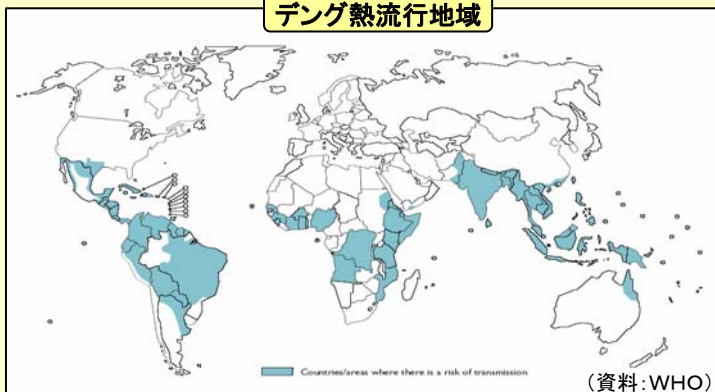 デング熱流行地域
Countries/areas where there is a risk of transmission
(資料:WHO)